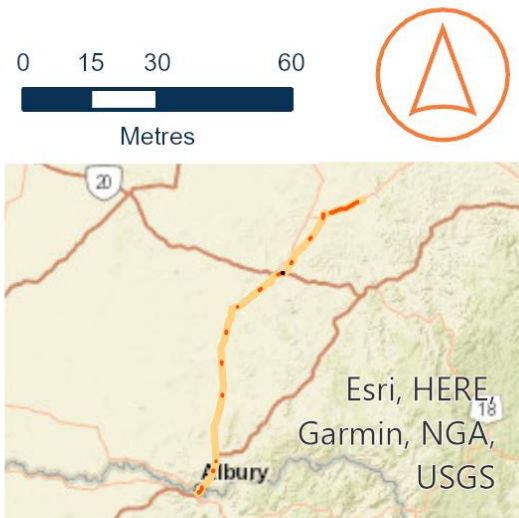 0 15 30 60
Metres
20
Esri, HERE,
18
Garmin, NGA,
USGS
Albury